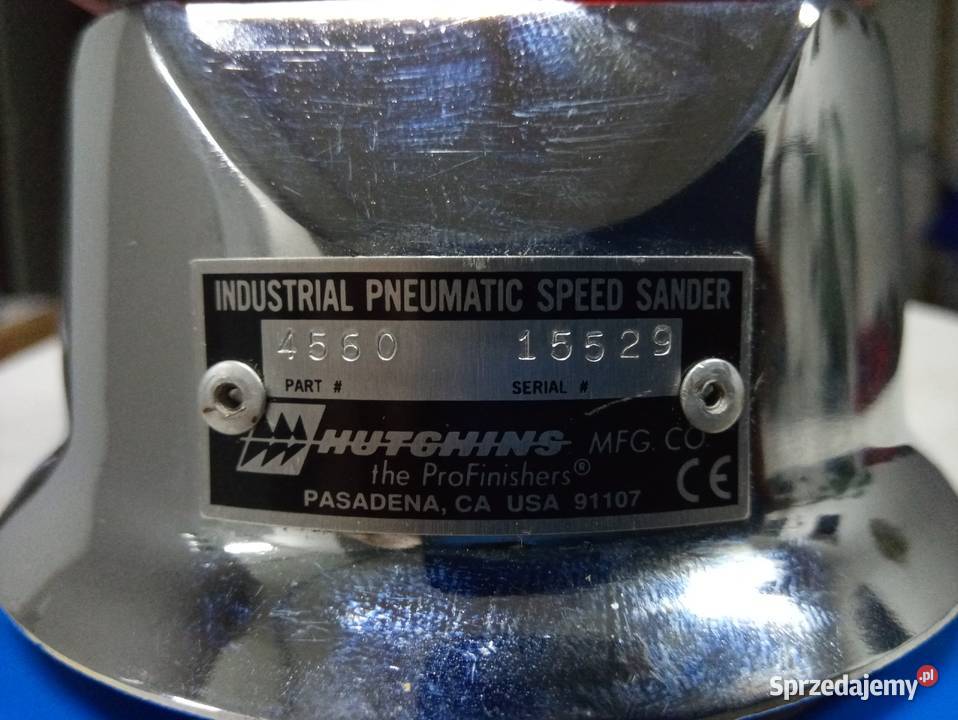 INDUSTRIAL PNEUMATIC SPEED SANDER
4560 15529
PART # SERIAL #
HUTCHINS MFG. CO.
the ProFinishers®
PASADENA, CA USA 91107 CE
Sprzedajemy.pl